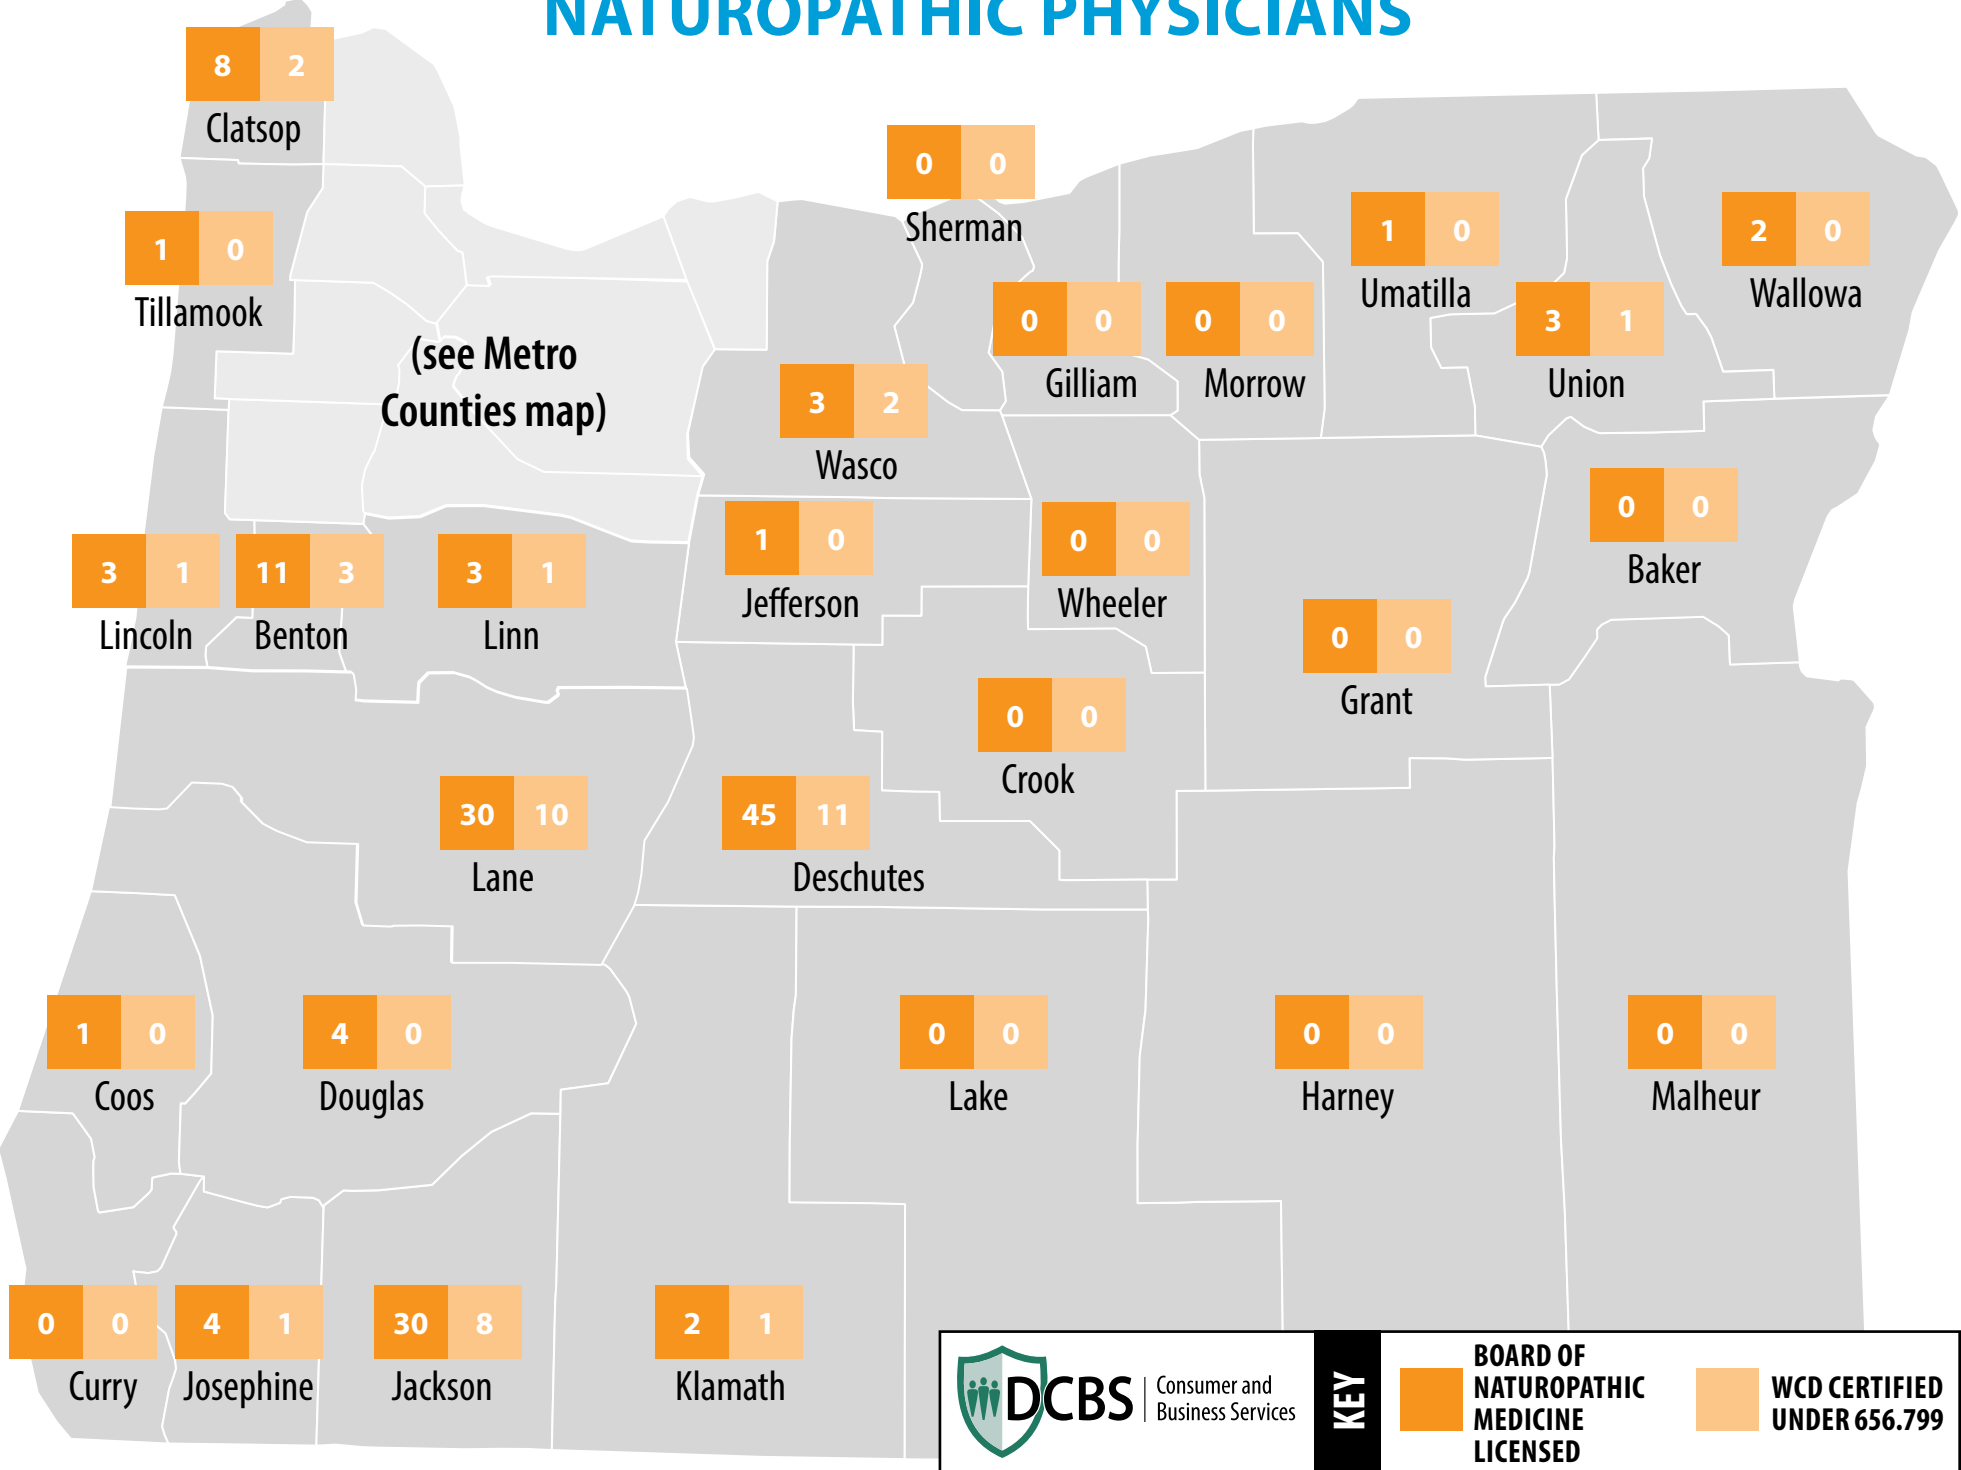 NATUROPATHIC PHYSICIANS
8 2
Clatsop
0 0
Sherman
1 0
Tillamook
1 0
Umatilla
2 0
Wallowa
(see Metro
Counties map)
0 0
Gilliam
0 0
Morrow
3 1
Union
3 2
Wasco
0 0
Baker
3 1
Lincoln
11 3
Benton
3 1
Linn
1 0
Jefferson
0 0
Wheeler
0 0
Grant
0 0
Crook
30 10
Lane
45 11
Deschutes
1 0
Coos
4 0
Douglas
0 0
Lake
0 0
Harney
0 0
Malheur
0 0
Curry
4 1
Josephine
30 8
Jackson
2 1
Klamath
DCBS
Consumer and
Business Services
KEY
BOARD OF
NATUROPATHIC
MEDICINE
LICENSED
WCD CERTIFIED
UNDER 656.799